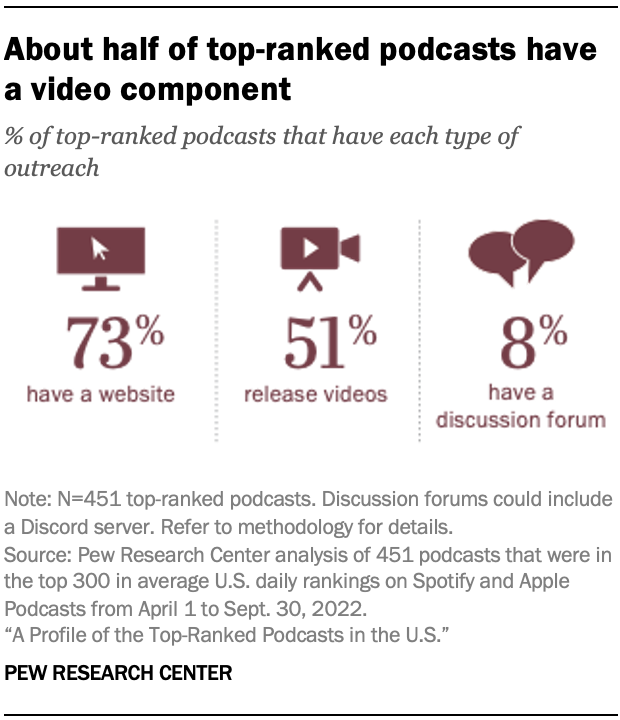 About half of top-ranked podcasts have
a video component
% of top-ranked podcasts that have each type of
outreach
73%
have a website
51%
release videos
8%
have a
discussion forum
Note: N=451 top-ranked podcasts. Discussion forums could include
a Discord server. Refer to methodology for details.
Source: Pew Research Center analysis of 451 podcasts that were in
the top 300 in average U.S. daily rankings on Spotify and Apple
Podcasts from April 1 to Sept. 30, 2022.
“A Profile of the Top-Ranked Podcasts in the U.S.”
PEW RESEARCH CENTER